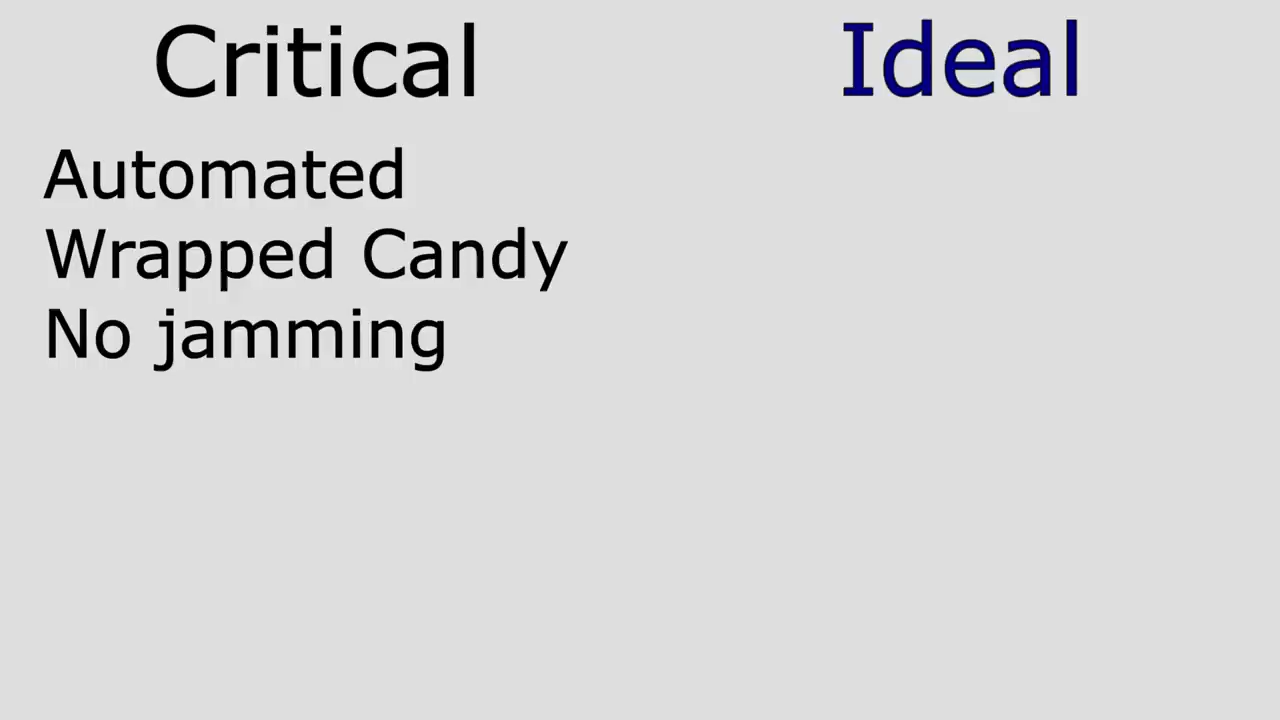 Critical
Ideal
Automated
Wrapped Candy
No jamming